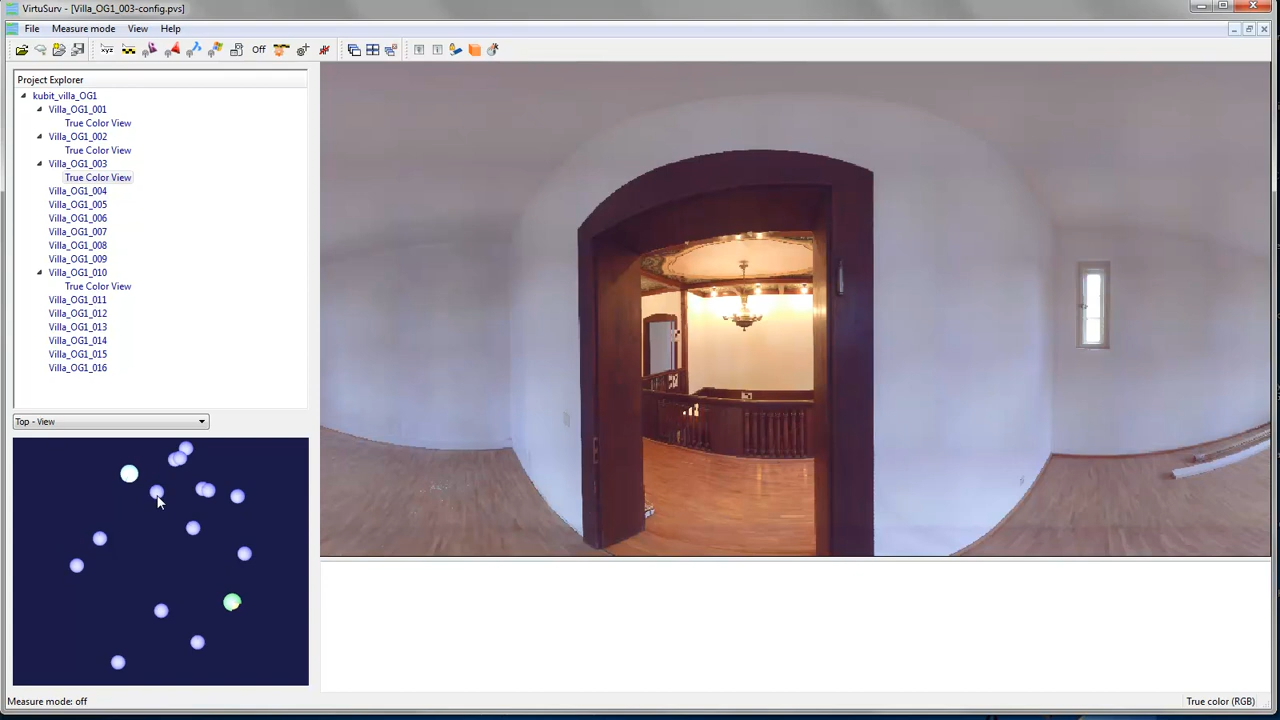 VirtuSurv - [Villa_OG1_003-config.pvs]
File Measure mode View Help
xyz Off
Project Explorer
kubit_villa_OG1
Villa_OG1_001
True Color View
Villa_OG1_002
True Color View
Villa_OG1_003
True Color View
Villa_OG1_004
Villa_OG1_005
Villa_OG1_006
Villa_OG1_007
Villa_OG1_008
Villa_OG1_009
Villa_OG1_010
True Color View
Villa_OG1_011
Villa_OG1_012
Villa_OG1_013
Villa_OG1_014
Villa_OG1_015
Villa_OG1_016
Top - View
Measure mode: off
True color (RGB)